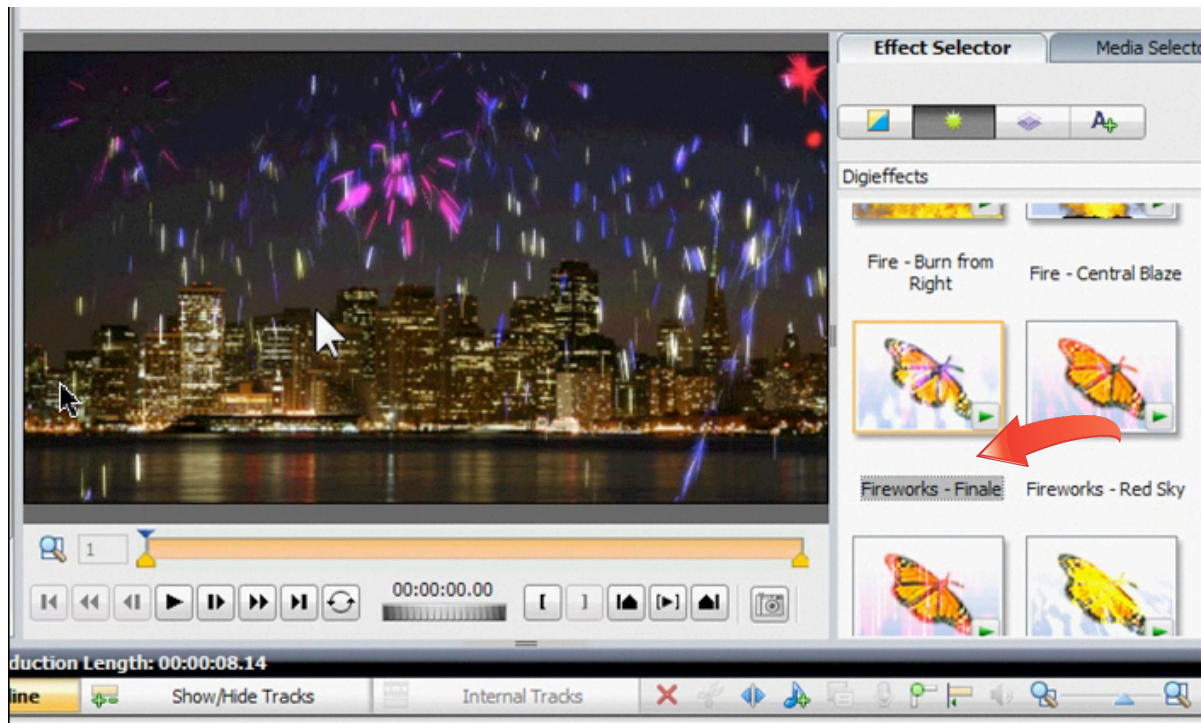 Effect Selector
Media Selecto
Digieffects
Fire - Burn from
Right
Fire - Central Blaze
Fireworks - Finale
Fireworks - Red Sky
1
00:00:00.00
duction Length: 00:00:08.14
line
Show/Hide Tracks
Internal Tracks